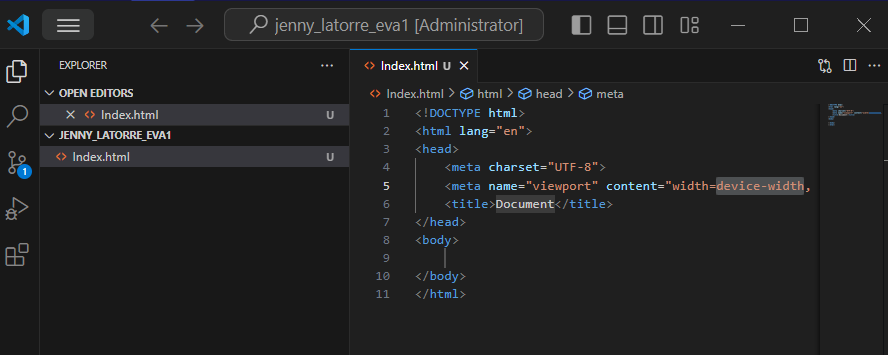 jenny_latorre_eva1 [Administrator]
EXPLORER
OPEN EDITORS
Index.html U
JENNY_LATORRE_EVA1
Index.html U
1
Index.html U
Index.html > html > head > meta
1 <!DOCTYPE html>
2 <html lang="en">
3 <head>
4 <meta charset="UTF-8">
5 <meta name="viewport" content="width=device-width,
6 <title>Document</title>
7 </head>
8 <body>
9
10 </body>
11 </html>